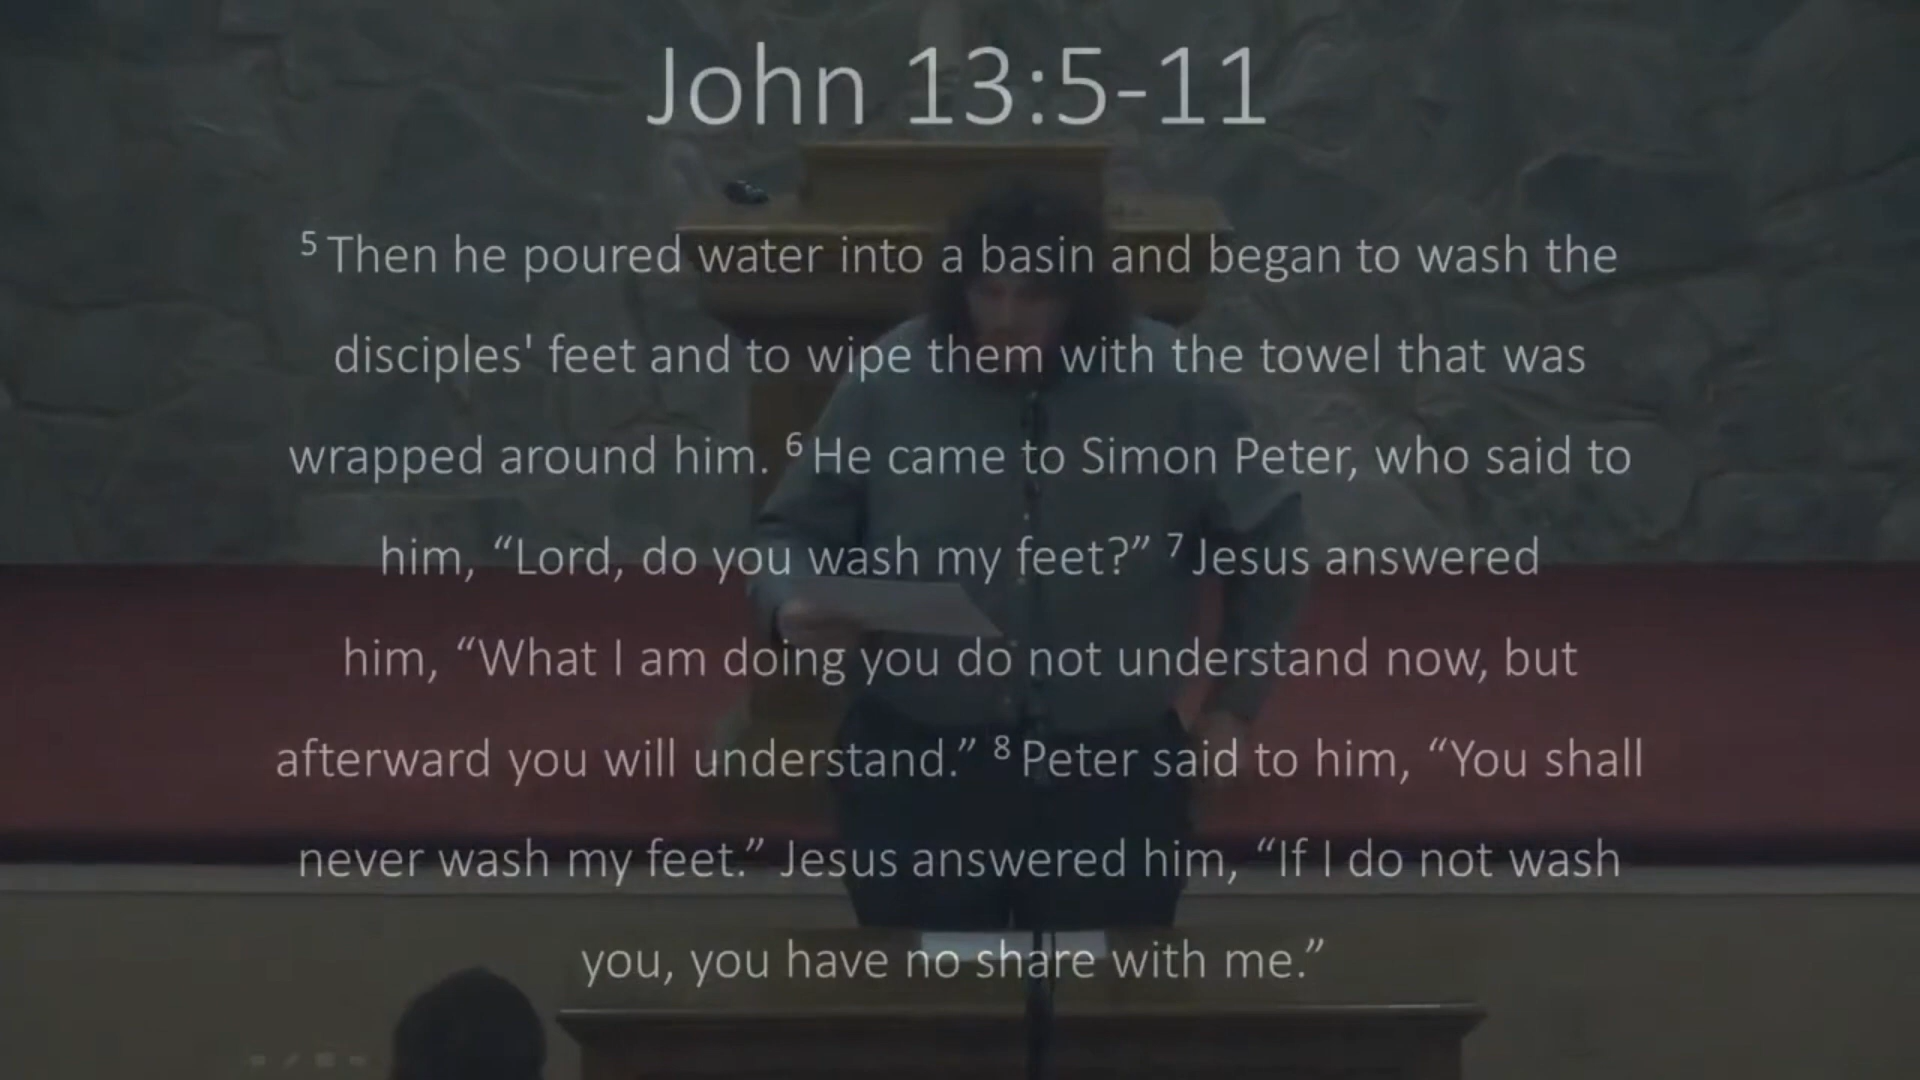 John 13:5-11
5 Then he poured water into a basin and began to wash the
disciples' feet and to wipe them with the towel that was
wrapped around him. 6 He came to Simon Peter, who said to
him, “Lord, do you wash my feet?” 7 Jesus answered
him, “What I am doing you do not understand now, but
afterward you will understand.” 8 Peter said to him, “You shall
never wash my feet.” Jesus answered him, “If I do not wash
you, you have no share with me.”